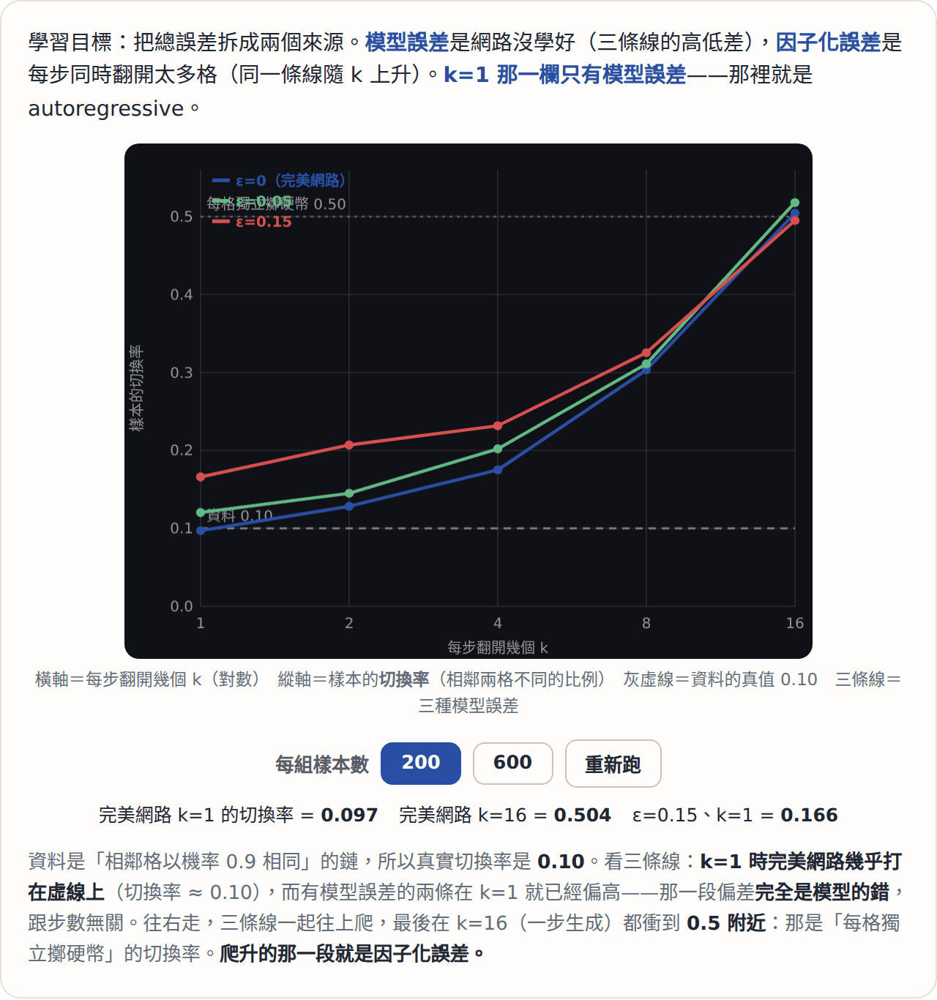 學習目標：把總誤差拆成兩個來源。模型誤差是網路沒學好（三條線的高低差），因子化誤差是
每步同時翻開太多格（同一條線隨 k 上升）。k=1 那一欄只有模型誤差——那裡就是
autoregressive。
ε=0（完美網路）
ε=0.05
每格獨立擲硬幣 0.50
ε=0.15
0.5
0.4
0.3
0.2
0.1
0.0
資料 0.10
樣本的切換率
1 2 4 8 16
每步翻開幾個 k
橫軸＝每步翻開幾個 k（對數） 縱軸＝樣本的切換率（相鄰兩格不同的比例） 灰虛線＝資料的真值 0.10 三條線＝
三種模型誤差
每組樣本數 200 600 重新跑
完美網路 k=1 的切換率 = 0.097 完美網路 k=16 = 0.504 ε=0.15、k=1 = 0.166
資料是「相鄰格以機率 0.9 相同」的鏈，所以真實切換率是 0.10。看三條線：k=1 時完美網路幾乎打
在虛線上（切換率 ≈ 0.10），而有模型誤差的兩條在 k=1 就已經偏高——那一段偏差完全是模型的錯，
跟步數無關。往右走，三條線一起往上爬，最後在 k=16（一步生成）都衝到 0.5 附近：那是「每格獨
立擲硬幣」的切換率。爬升的那一段就是因子化誤差。